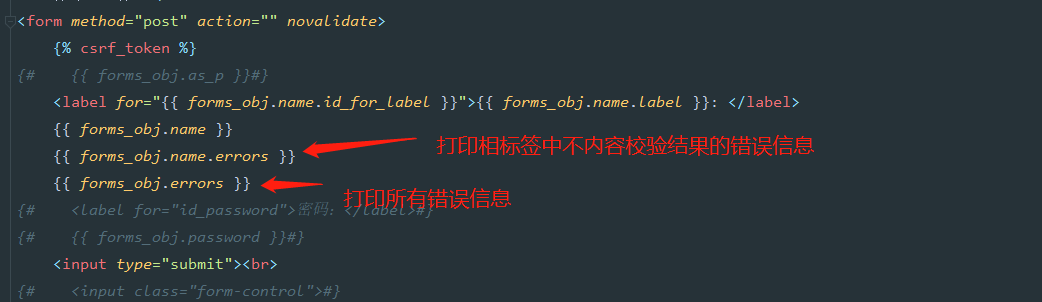 <form method="post" action="" novalidate>
{% csrf_token %}
{#    {{ forms_obj.as_p }}#}
<label for="{{ forms_obj.name.id_for_label }}">{{ forms_obj.name.label }}: </label>
{{ forms_obj.name }}
{{ forms_obj.name.errors }}
打印相标签中不内容校验结果的错误信息
{{ forms_obj.errors }}
打印所有错误信息
{#    <label for="id_password">密码: </label>#}
{#    {{ forms_obj.password }}#}
<input type="submit"><br>
{#    <input class="form-control">#}